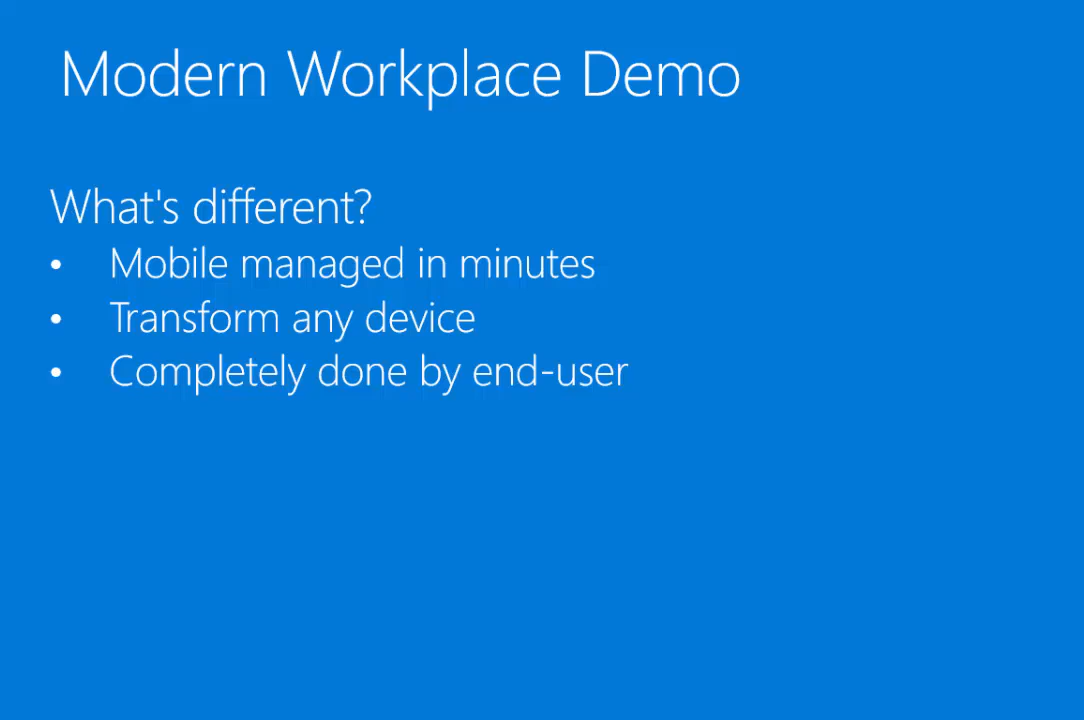 Modern Workplace Demo
What's different?
• Mobile managed in minutes
• Transform any device
• Completely done by end-user